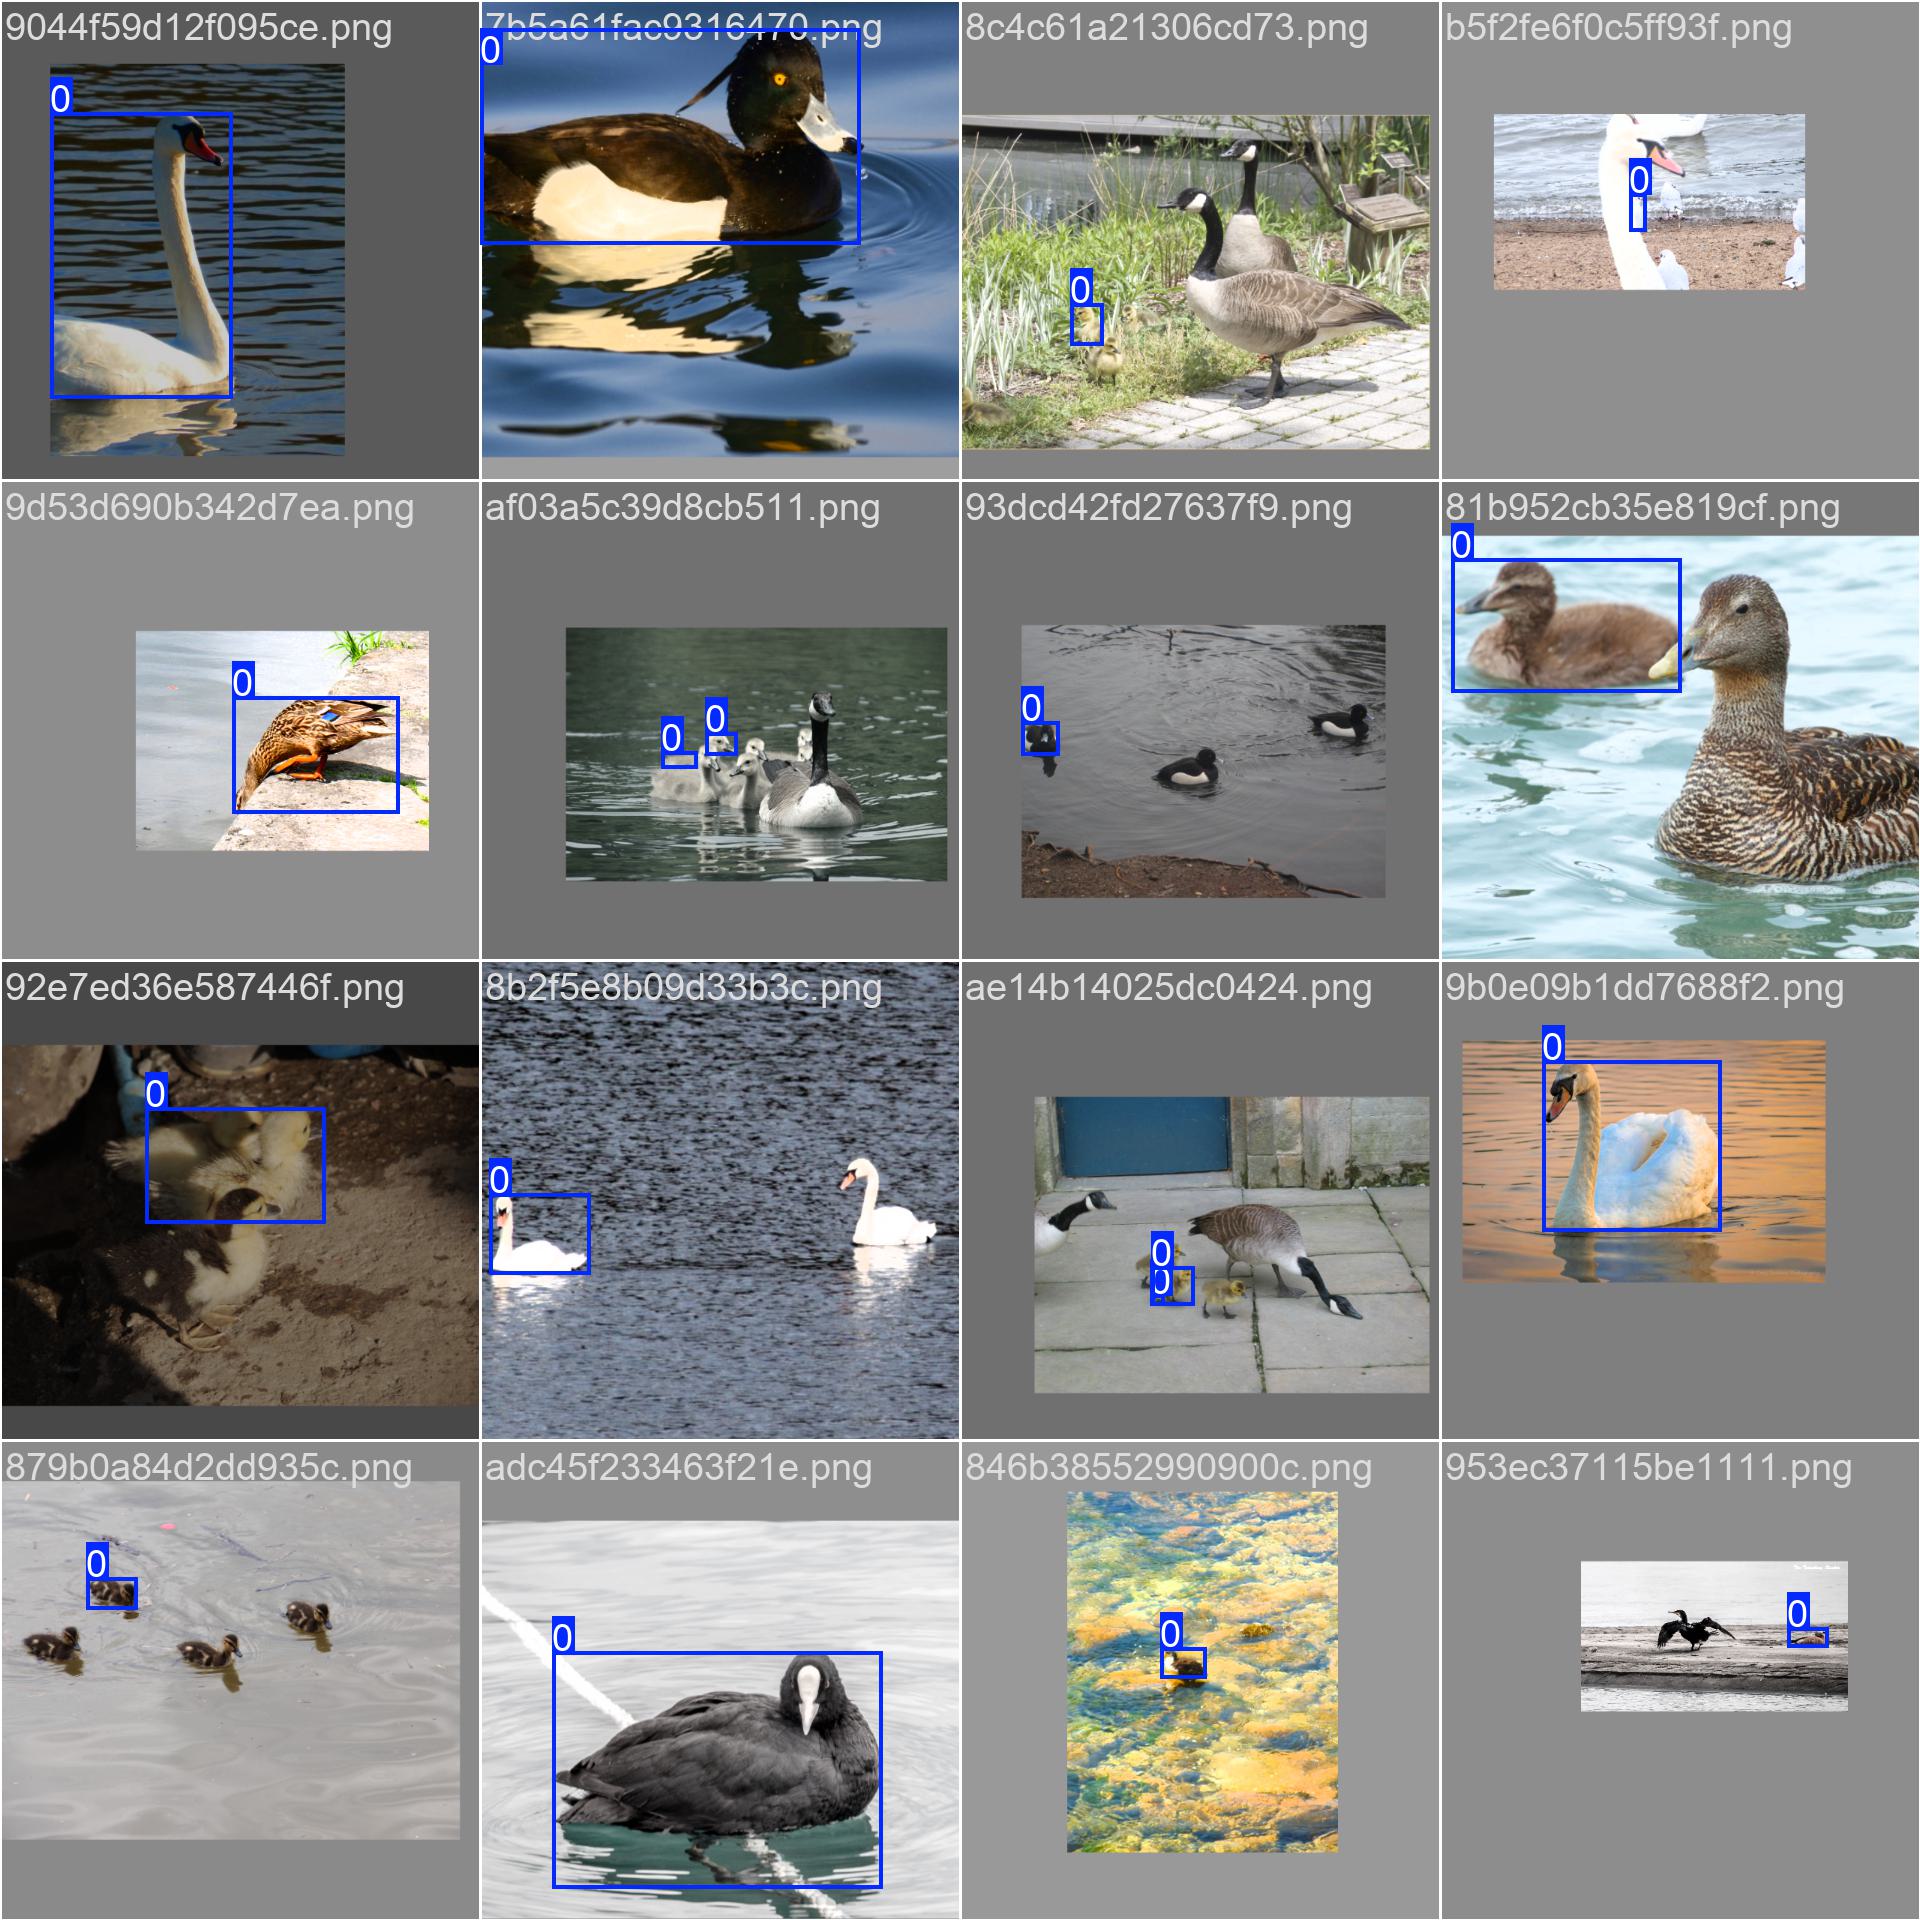 9044f59d12f095ce.png
7b5a61fac9316470.png
8c4c61a21306cd73.png
b5f2fe6f0c5ff93f.png
0
0
0
0
9d53d690b342d7ea.png
af03a5c39d8cb511.png
93dcd42fd27637f9.png
81b952cb35e819cf.png
0
0
0
0
0
92e7ed36e587446f.png
8b2f5e8b09d33b3c.png
ae14b14025dc0424.png
9b0e09b1dd7688f2.png
0
0
0
0
0
879b0a84d2dd935c.png
adc45f233463f21e.png
846b38552990900c.png
953ec37115be1111.png
0
0
0
0